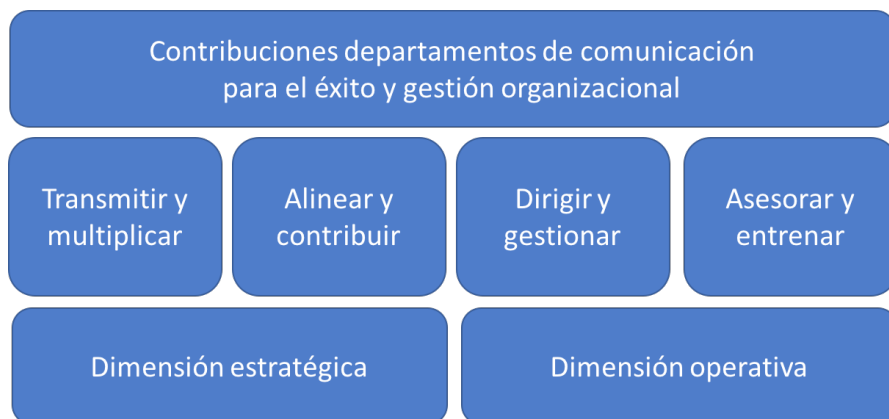 Contribuciones departamentos de comunicación
para el éxito y gestión organizacional
Transmitir y
multiplicar
Alinear y
contribuir
Dirigir y
gestionar
Asesorar y
entrenar
Dimensión estratégica
Dimensión operativa